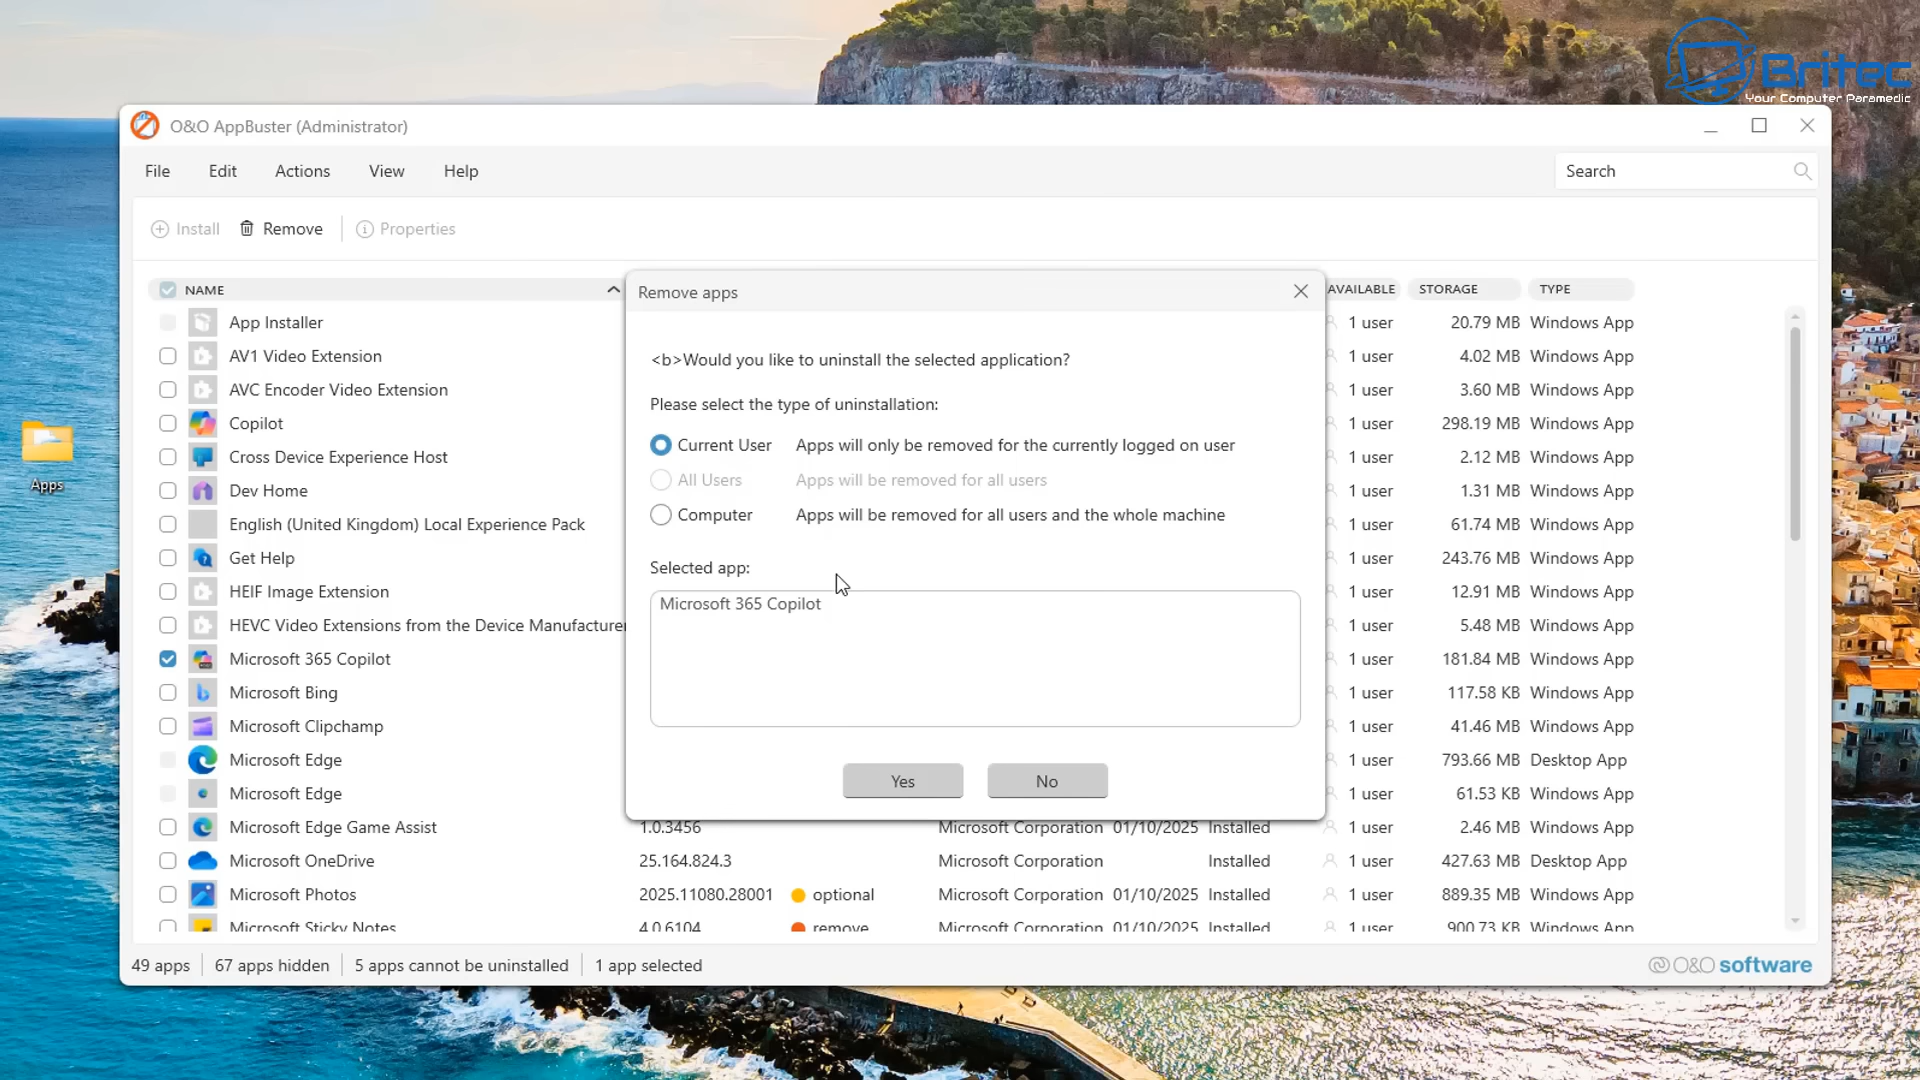 Britec
Your Computer Paramedic
O&O AppBuster (Administrator)
File Edit Actions View Help Search
Install Remove Properties
NAME AVAILABLE STORAGE TYPE
Remove apps
App Installer 1 user 20.79 MB Windows App
AV1 Video Extension 1 user 4.02 MB Windows App
<b>Would you like to uninstall the selected application?
AVC Encoder Video Extension 1 user 3.60 MB Windows App
Please select the type of uninstallation:
Copilot 1 user 298.19 MB Windows App
Current User Apps will only be removed for the currently logged on user
Cross Device Experience Host 1 user 2.12 MB Windows App
All Users Apps will be removed for all users
Apps
Dev Home 1 user 1.31 MB Windows App
Computer Apps will be removed for all users and the whole machine
English (United Kingdom) Local Experience Pack 1 user 61.74 MB Windows App
Get Help 1 user 243.76 MB Windows App
Selected app:
HEIF Image Extension 1 user 12.91 MB Windows App
Microsoft 365 Copilot
HEVC Video Extensions from the Device Manufacturer 1 user 5.48 MB Windows App
Microsoft 365 Copilot 1 user 181.84 MB Windows App
Microsoft Bing 1 user 117.58 KB Windows App
Microsoft Clipchamp 1 user 41.46 MB Windows App
Microsoft Edge 1 user 793.66 MB Desktop App
Yes No
Microsoft Edge 1 user 61.53 KB Windows App
Microsoft Edge Game Assist 1.0.3456 Microsoft Corporation 01/10/2025 Installed 1 user 2.46 MB Windows App
Microsoft OneDrive 25.164.824.3 Microsoft Corporation Installed 1 user 427.63 MB Desktop App
Microsoft Photos 2025.11080.28001 optional Microsoft Corporation 01/10/2025 Installed 1 user 889.35 MB Windows App
Microsoft Sticky Notes 4.0.6104 remove Microsoft Corporation 01/10/2025 Installed 1 user 900.73 KB Windows App
49 apps 67 apps hidden 5 apps cannot be uninstalled 1 app selected O&O software